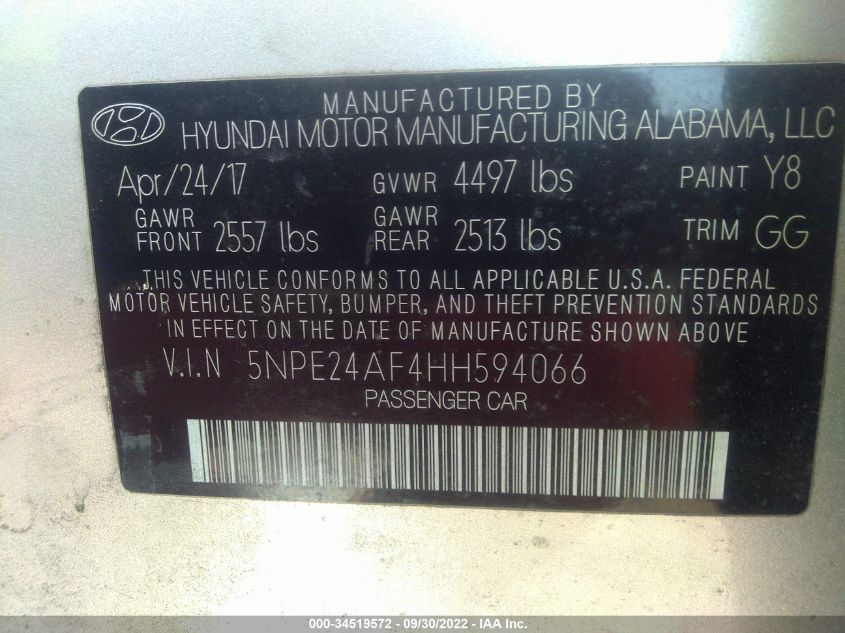 MANUFACTURED BY
HYUNDAI MOTOR MANUFACTURING ALABAMA, LLC
Apr/24/17 GVWR 4497 lbs PAINT Y8
GAWR FRONT 2557 lbs GAWR REAR 2513 lbs TRIM GG
THIS VEHICLE CONFORMS TO ALL APPLICABLE U.S.A. FEDERAL
MOTOR VEHICLE SAFETY, BUMPER, AND THEFT PREVENTION STANDARDS
IN EFFECT ON THE DATE OF MANUFACTURE SHOWN ABOVE
V.I.N 5NPE24AF4HH594066
PASSENGER CAR
000-34519572 - 09/30/2022 - IAA Inc.